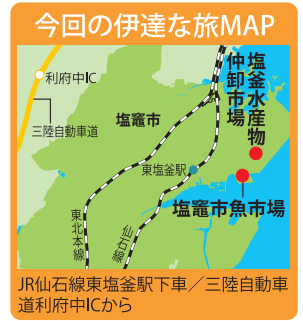 今回の伊達な旅MAP
利府中IC
三陸自動車道
塩竈市
塩釜水産物
仲卸市場
東塩釜駅
塩竈市魚市場
東北本線
仙石線
JR仙石線東塩釜駅下車／三陸自動車
道利府中ICから